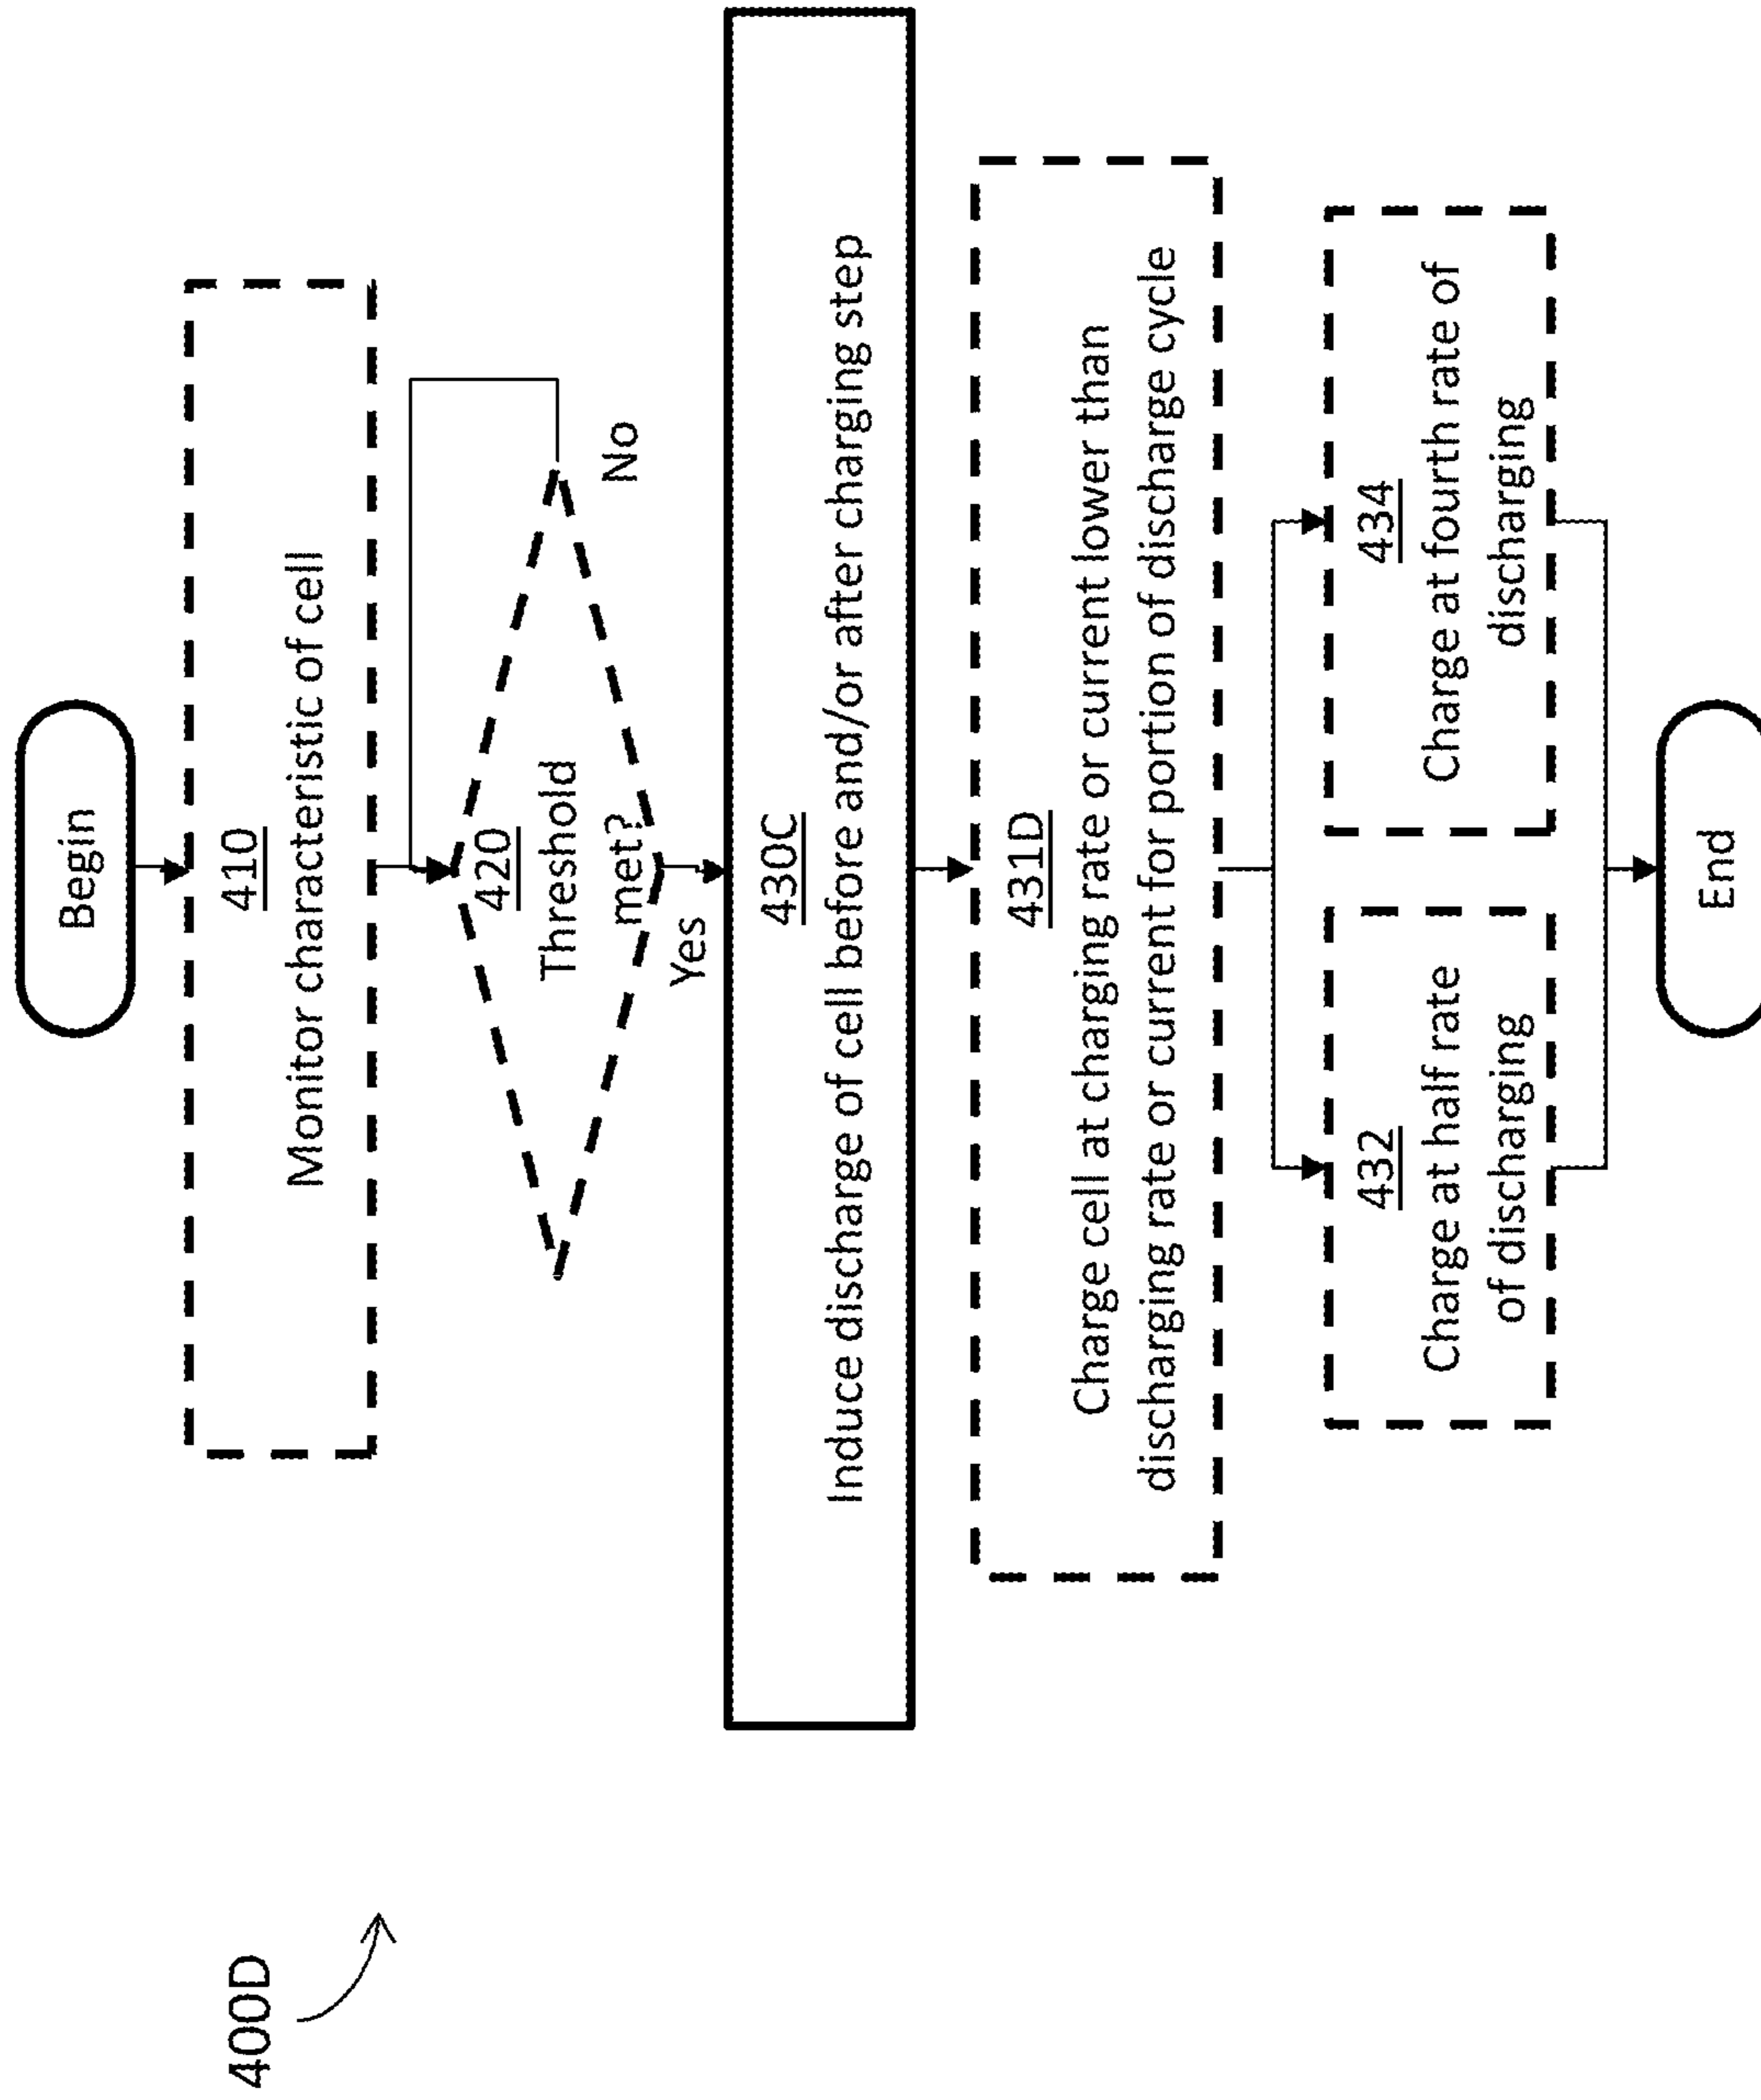 400D
Begin
410
Monitor characteristic of cell
420
Threshold
met?
No
Yes
430C
Induce discharge of cell before and/or after charging step
431D
Charge cell at charging rate or current lower than
discharging rate or current for portion of discharge cycle
432
Charge at half rate
of discharging
434
Charge at fourth rate of
discharging
End